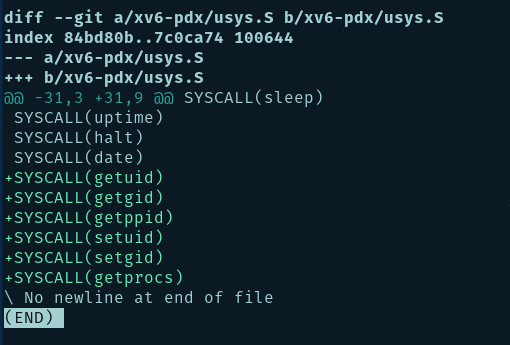 diff --git a/xv6-pdx/usys.S b/xv6-pdx/usys.S
index 84bd80b..7c0ca74 100644
--- a/xv6-pdx/usys.S
+++ b/xv6-pdx/usys.S
@@ -31,3 +31,9 @@ SYSCALL(sleep)
 SYSCALL(uptime)
 SYSCALL(halt)
 SYSCALL(date)
+SYSCALL(getuid)
+SYSCALL(getgid)
+SYSCALL(getppid)
+SYSCALL(setuid)
+SYSCALL(setgid)
+SYSCALL(getprocs)
\ No newline at end of file
(END)